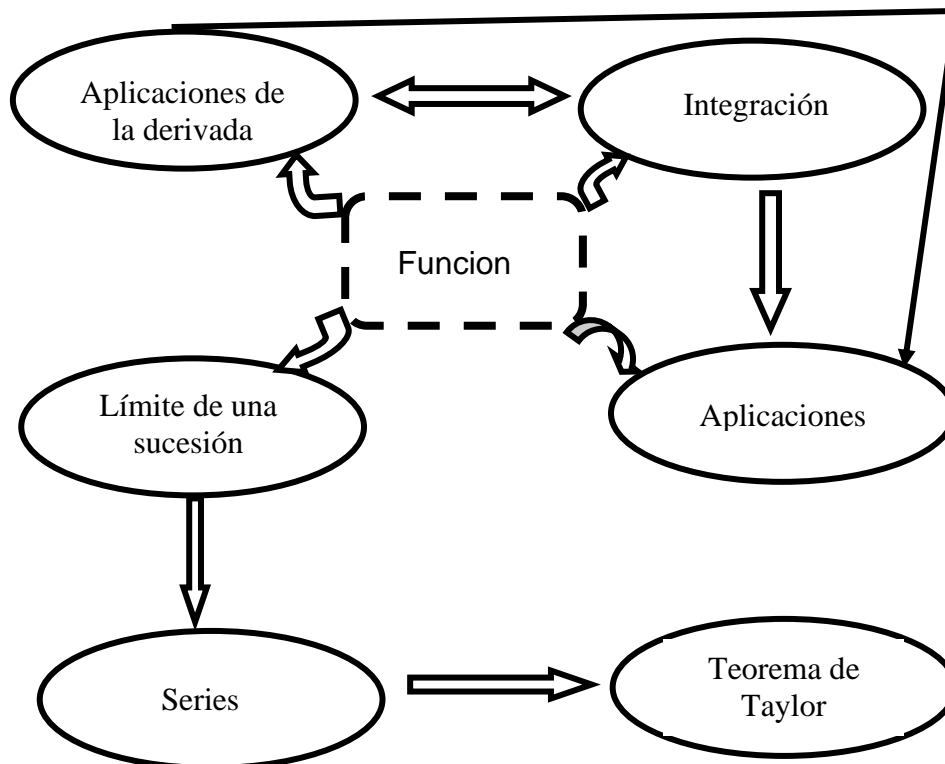 Aplicaciones de
la derivada
Integración
Funcion
Límite de una
sucesión
Aplicaciones
Series
Teorema de
Taylor